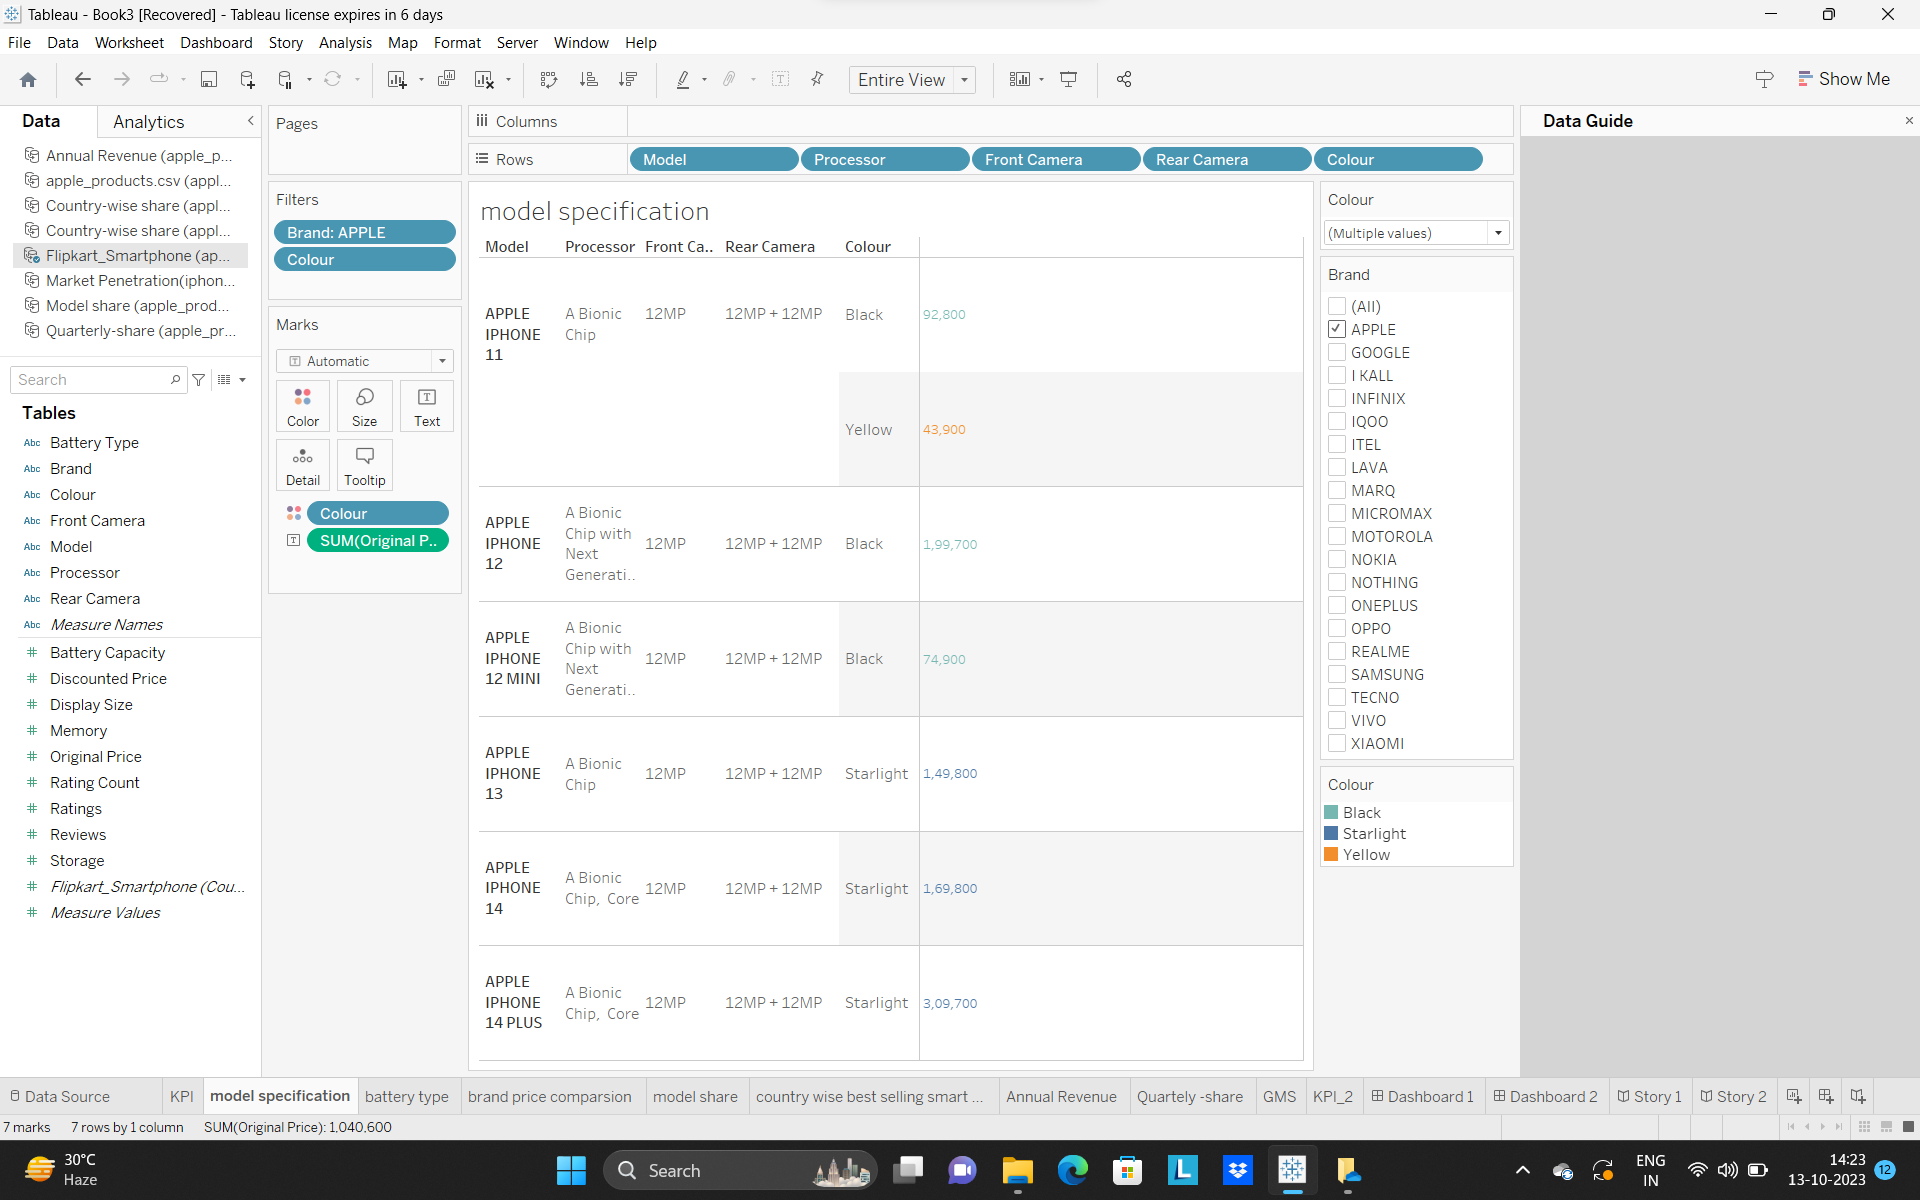 Tableau - Book3 [Recovered] - Tableau license expires in 6 days
File Data Worksheet Dashboard Story Analysis Map Format Server Window Help
Entire View
Show Me
Data
Analytics
Annual Revenue (apple_p...
apple_products.csv (appl...
Country-wise share (appl...
Country-wise share (appl...
Flipkart_Smartphone (ap...
Market Penetration(iphon...
Model share (apple_prod...
Quarterly-share (apple_pr...
Search
Tables
Abc Battery Type
Abc Brand
Abc Colour
Abc Front Camera
Abc Model
Abc Processor
Abc Rear Camera
Abc Measure Names
# Battery Capacity
# Discounted Price
# Display Size
# Memory
# Original Price
# Rating Count
# Ratings
# Reviews
# Storage
# Flipkart_Smartphone (Cou...
# Measure Values
Pages
Filters
Brand: APPLE
Colour
Marks
Automatic
Color Size Text
Detail Tooltip
Colour
SUM(Original P..
Columns
Rows Model Processor Front Camera Rear Camera Colour
model specification
Model Processor Front Ca.. Rear Camera Colour
APPLE IPHONE 11 A Bionic Chip 12MP 12MP + 12MP Black 92,800
Yellow 43,900
APPLE IPHONE 12 A Bionic Chip with Next Generati.. 12MP 12MP + 12MP Black 1,99,700
APPLE IPHONE 12 MINI A Bionic Chip with Next Generati.. 12MP 12MP + 12MP Black 74,900
APPLE IPHONE 13 A Bionic Chip 12MP 12MP + 12MP Starlight 1,49,800
APPLE IPHONE 14 A Bionic Chip, Core 12MP 12MP + 12MP Starlight 1,69,800
APPLE IPHONE 14 PLUS A Bionic Chip, Core 12MP 12MP + 12MP Starlight 3,09,700
Colour
(Multiple values)
Brand
(All)
APPLE
GOOGLE
I KALL
INFINIX
IQOO
ITEL
LAVA
MARQ
MICROMAX
MOTOROLA
NOKIA
NOTHING
ONEPLUS
OPPO
REALME
SAMSUNG
TECNO
VIVO
XIAOMI
Colour
Black
Starlight
Yellow
Data Guide
Data Source KPI model specification battery type brand price comparsion model share country wise best selling smart ... Annual Revenue Quartely -share GMS KPI_2 Dashboard 1 Dashboard 2 Story 1 Story 2
7 marks 7 rows by 1 column SUM(Original Price): 1,040,600
30°C
Haze
Search
ENG
IN
14:23
13-10-2023
12